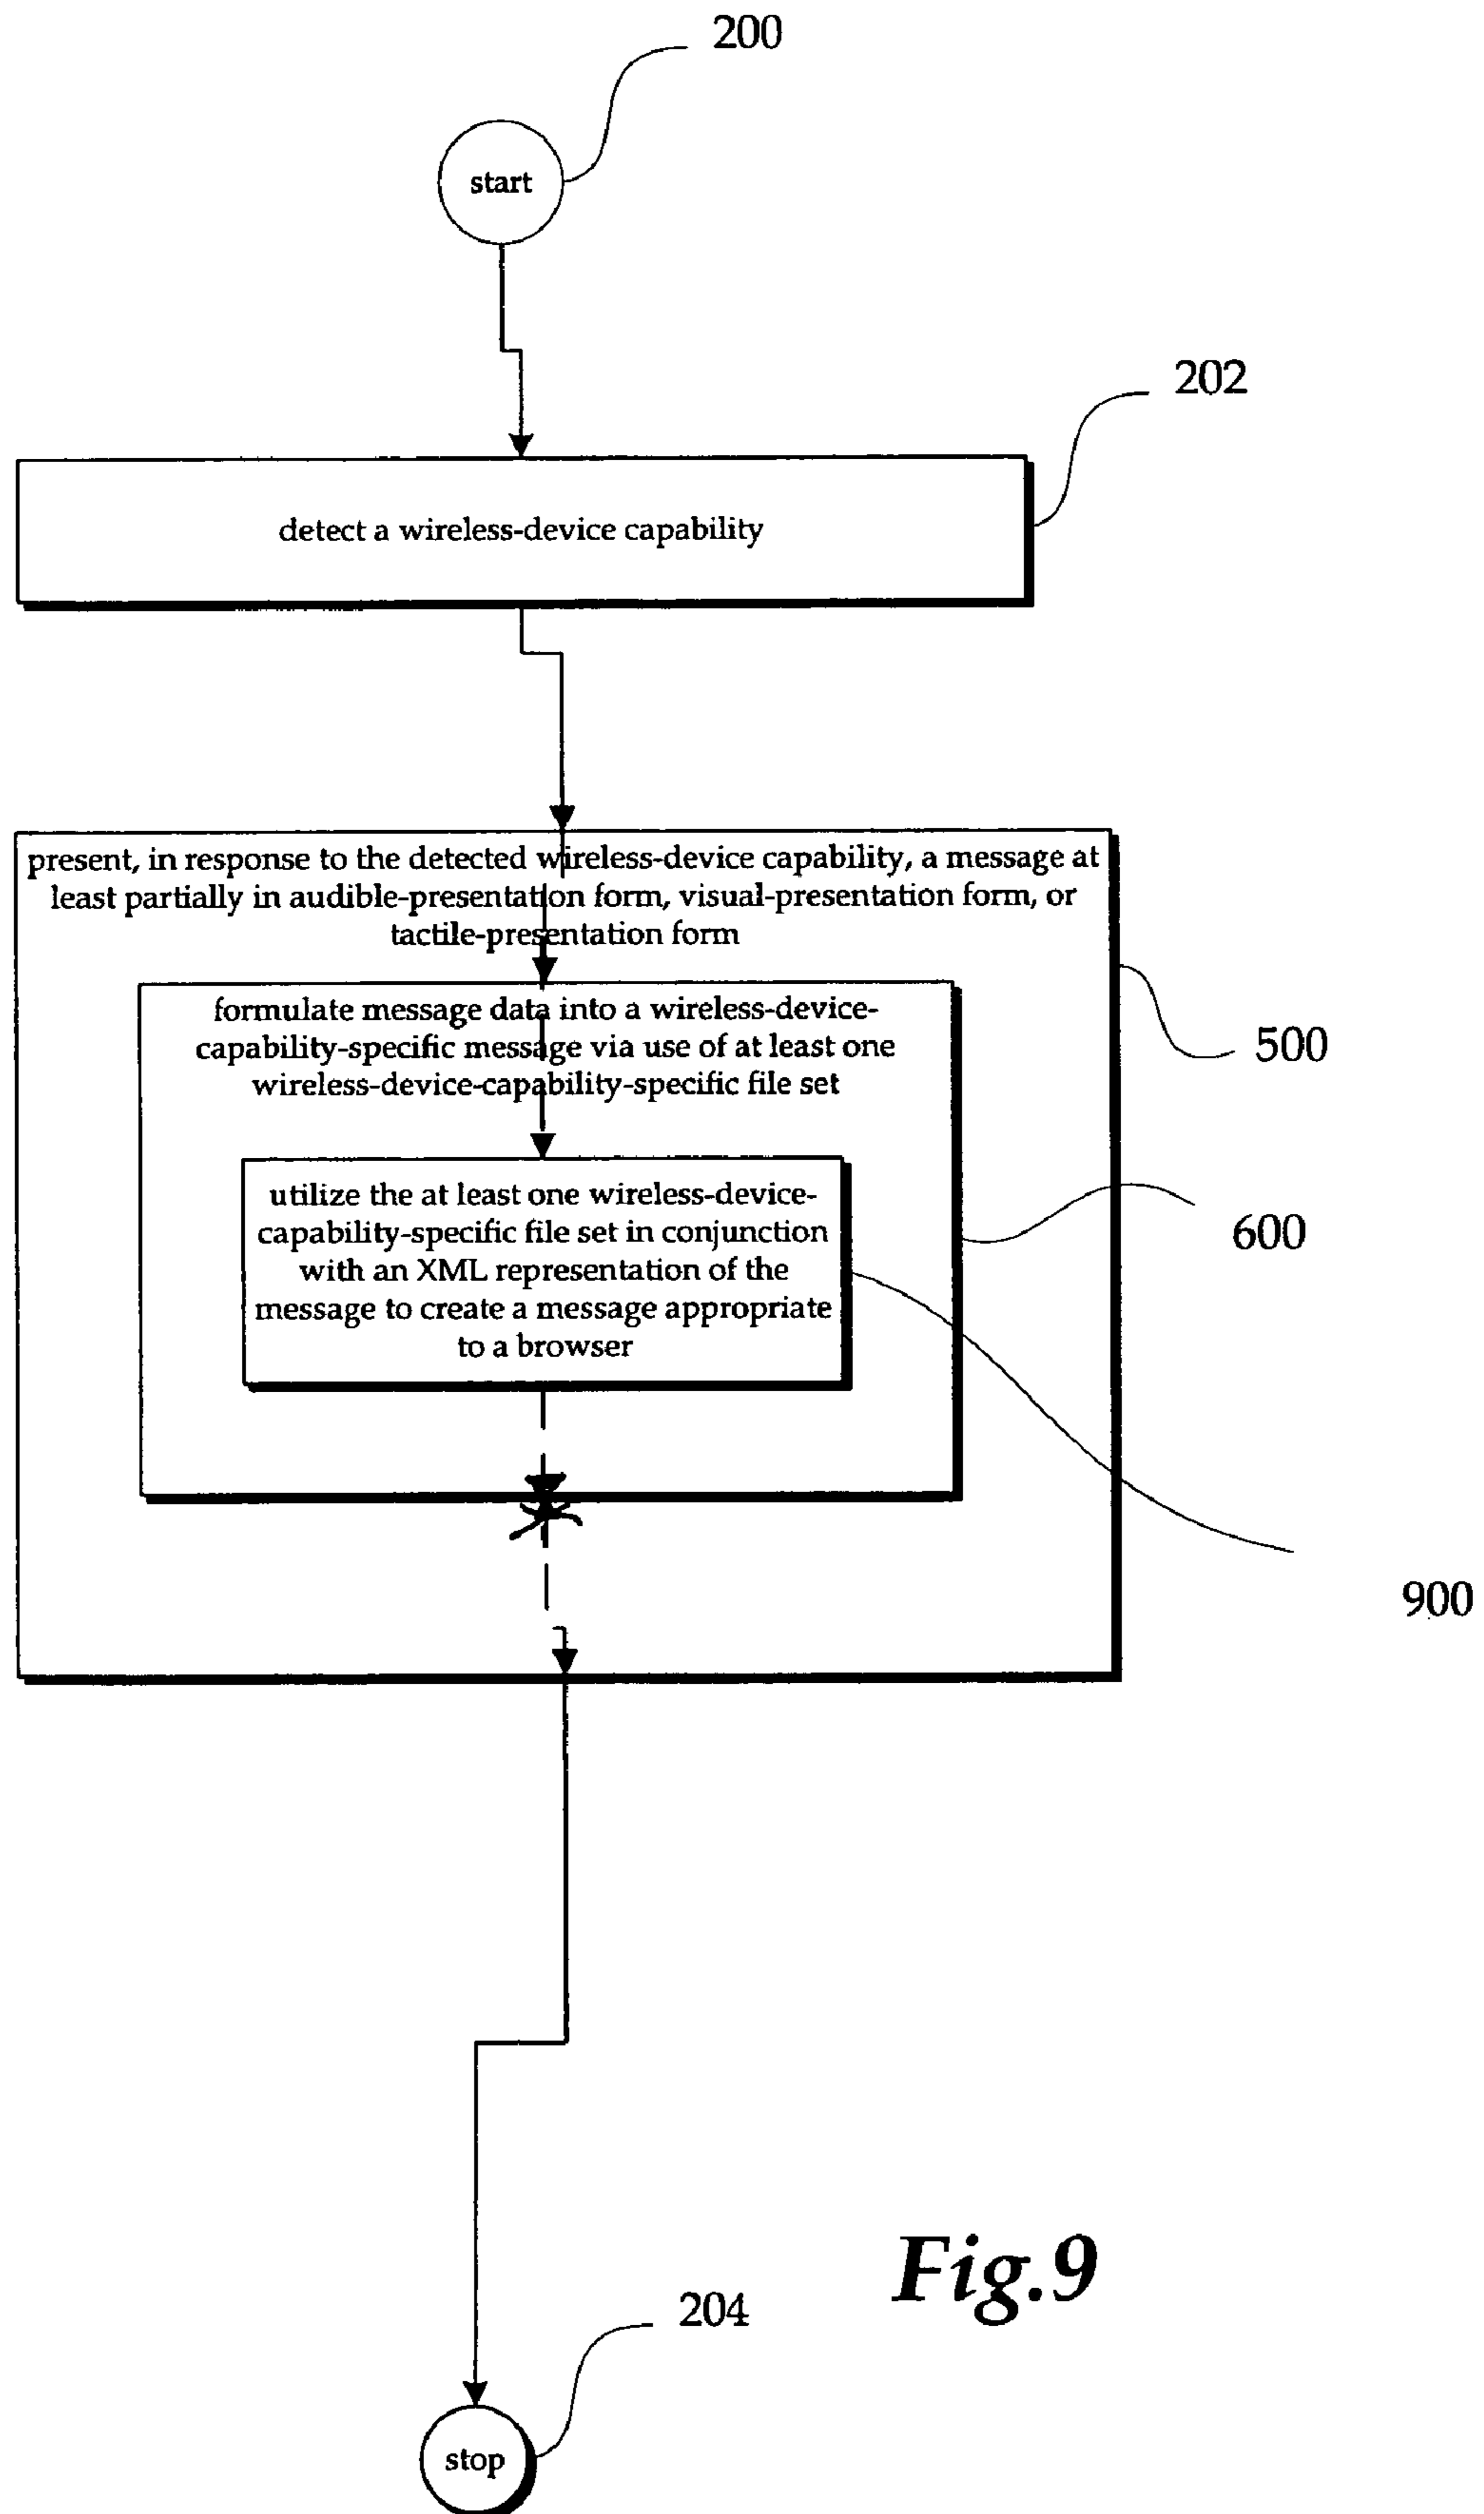 200
start
202
detect a wireless-device capability
present, in response to the detected wireless-device capability, a message at
least partially in audible-presentation form, visual-presentation form, or
tactile-presentation form
formulate message data into a wireless-device-
capability-specific message via use of at least one
wireless-device-capability-specific file set
500
utilize the at least one wireless-device-
capability-specific file set in conjunction
with an XML representation of the
message to create a message appropriate
to a browser
600
900
Fig.9
204
stop